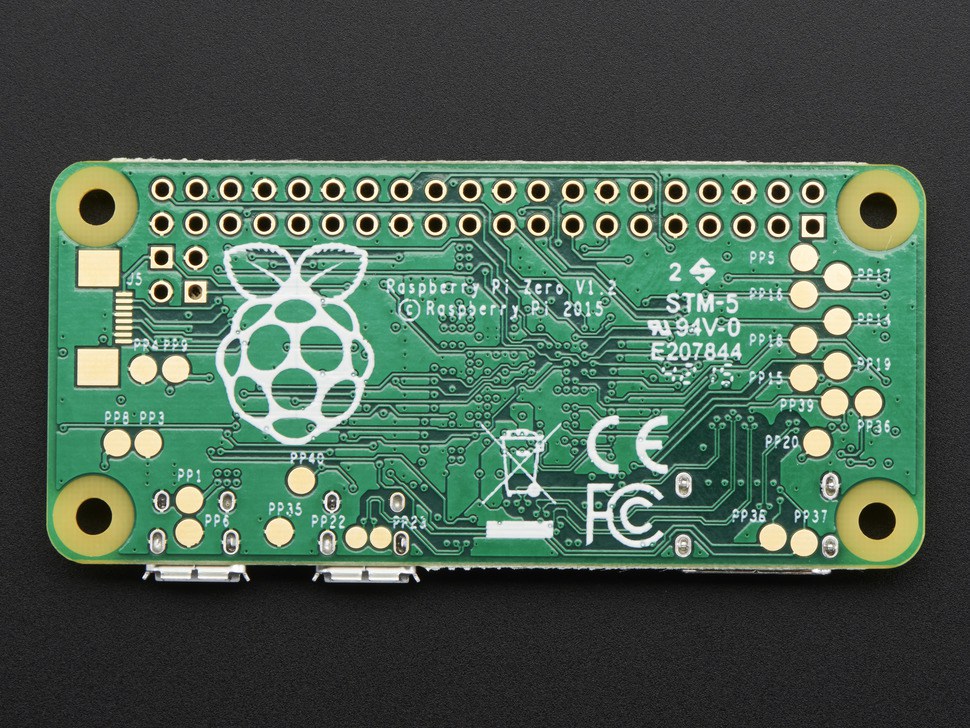 PP5
PP17
PP16
PP14
PP18
PP19
PP15
PP39
PP36
PP20
J5
PP4 PP9
PP8 PP3
Raspberry Pi Zero V1.2
©Raspberry Pi 2015
2
STM-5
94V-0
E207844
CE
FC
PP40
PP1
PP6
PP35
PP22
PP23
PP38
PP37